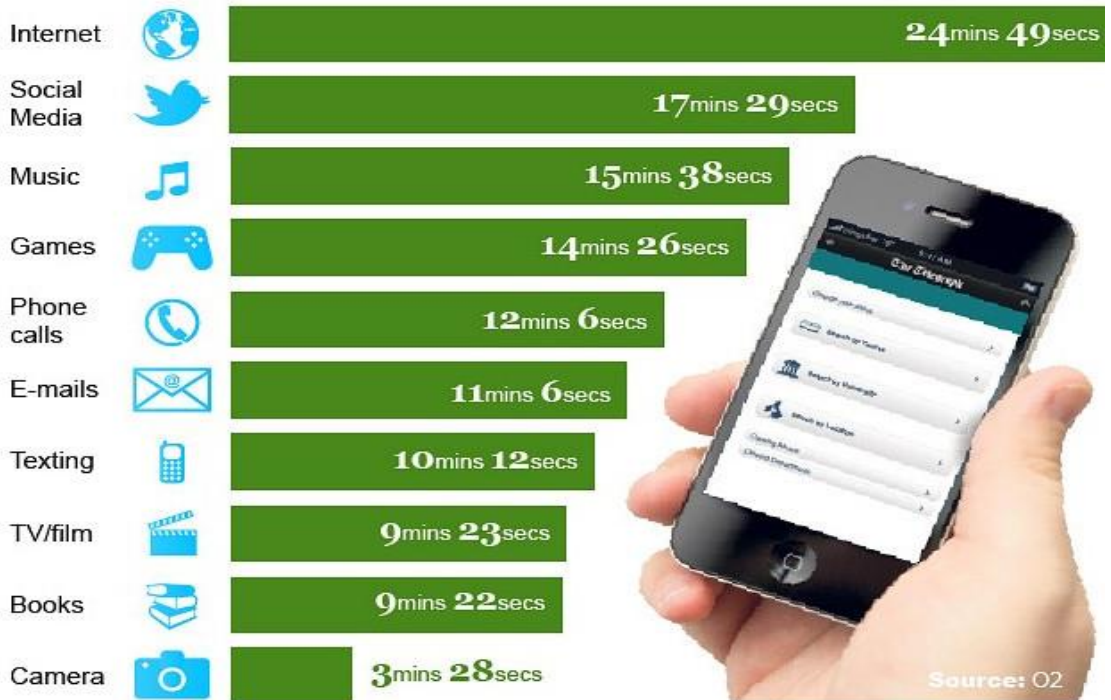 Internet
24mins 49secs
Social
Media
17mins 29secs
Music
15mins 38secs
Games
14mins 26secs
Phone
calls
12mins 6secs
E-mails
@
11mins 6secs
Texting
10mins 12secs
TV/film
9mins 23secs
Books
9mins 22secs
Camera
3mins 28secs
Source: O2